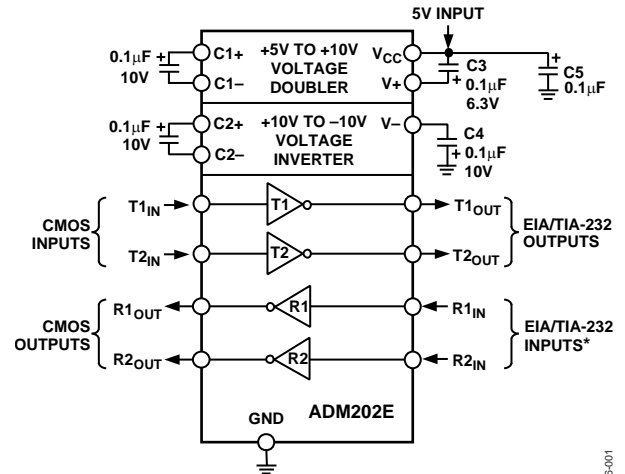 5V INPUT
0.1μF +
10V
C1+
C1–
+5V TO +10V
VOLTAGE
DOUBLER
VCC
V+
C3
+ 0.1μF
6.3V
+
C5
0.1μF
0.1μF +
10V
C2+
C2–
+10V TO –10V
VOLTAGE
INVERTER
V–
C4
+ 0.1μF
10V
CMOS
INPUTS
T1IN
T1
T1OUT
T2IN
T2
T2OUT
EIA/TIA-232
OUTPUTS
CMOS
OUTPUTS
R1OUT
R1
R1IN
R2OUT
R2
R2IN
EIA/TIA-232
INPUTS*
GND
ADM202E
6-001